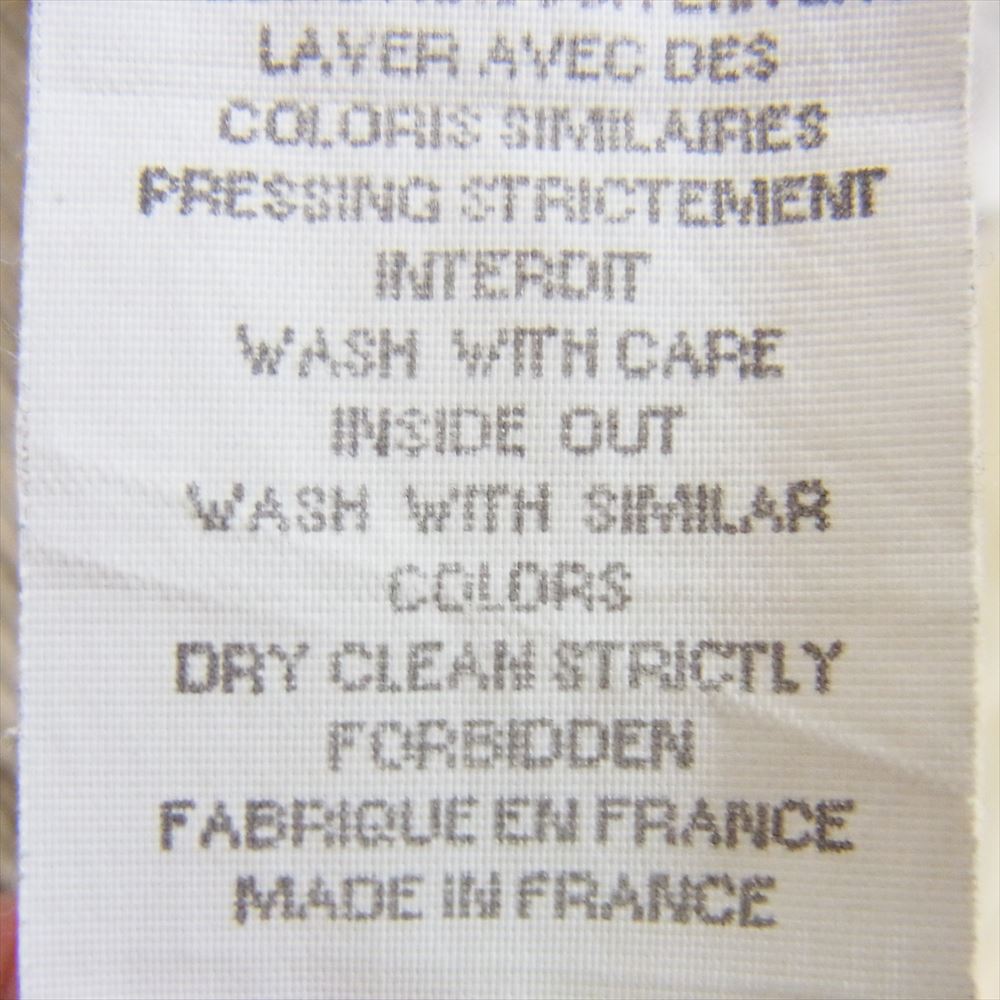 LAVER AVEC DES
COLORIS SIMILAIRES
PRESSING STRICTEMENT
INTERDIT
WASH WITH CARE
INSIDE OUT
WASH WITH SIMILAR
COLORS
DRY CLEAN STRICTLY
FORBIDDEN
FABRIQUE EN FRANCE
MADE IN FRANCE